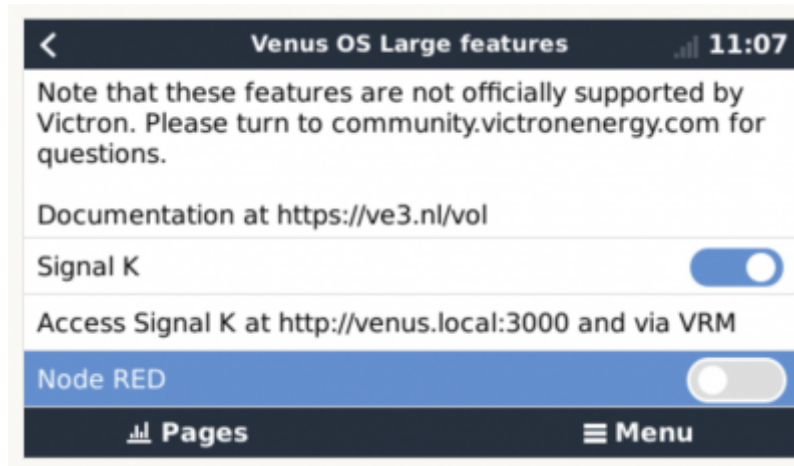 Venus OS Large features 11:07
Note that these features are not officially supported by
Victron. Please turn to community.victronenergy.com for
questions.
Documentation at https://ve3.nl/vol
Signal K
Access Signal K at http://venus.local:3000 and via VRM
Node RED
Pages Menu